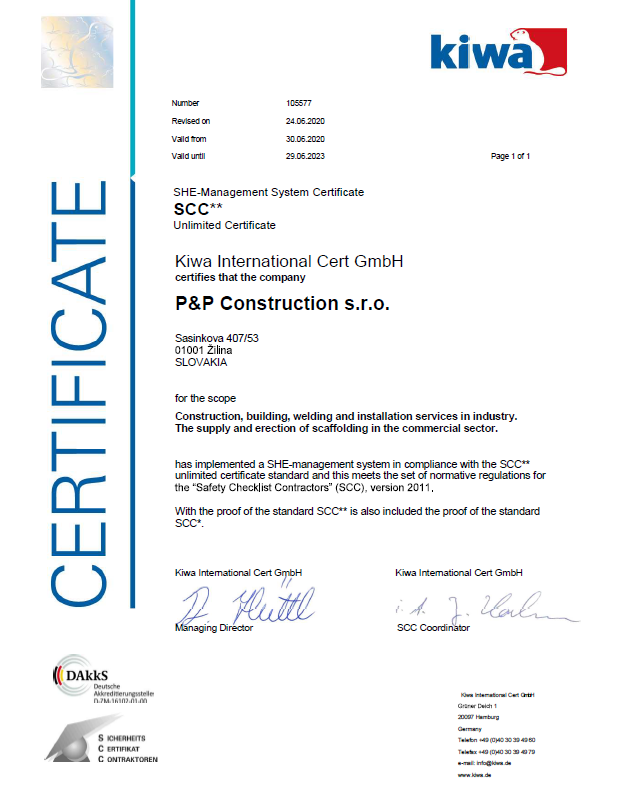 kiwa
Number 105577
Revised on 24.06.2020
Valid from 30.06.2020
Valid until 29.06.2023 Page 1 of 1
CERTIFICATE
SHE-Management System Certificate
SCC**
Unlimited Certificate
Kiwa International Cert GmbH
certifies that the company
P&P Construction s.r.o.
Sasinkova 407/53
01001 Žilina
SLOVAKIA
for the scope
Construction, building, welding and installation services in industry.
The supply and erection of scaffolding in the commercial sector.
has implemented a SHE-management system in compliance with the SCC**
unlimited certificate standard and this meets the set of normative regulations for
the “Safety Checklist Contractors” (SCC), version 2011.
With the proof of the standard SCC** is also included the proof of the standard
SCC*.
Kiwa International Cert GmbH Kiwa International Cert GmbH
Managing Director SCC Coordinator
DAkkS
Deutsche
Akkreditierungsstelle
D-ZM-16102-01-00
SICHERHEITS
CERTIFIKAT
CONTRAKTOREN
Kiwa International Cert GmbH
Grüner Deich 1
20097 Hamburg
Germany
Telefon +49 (0)40 30 39 49 60
Telefax +49 (0)40 30 39 49 79
e-mail: info@kiwa.de
www.kiwa.de